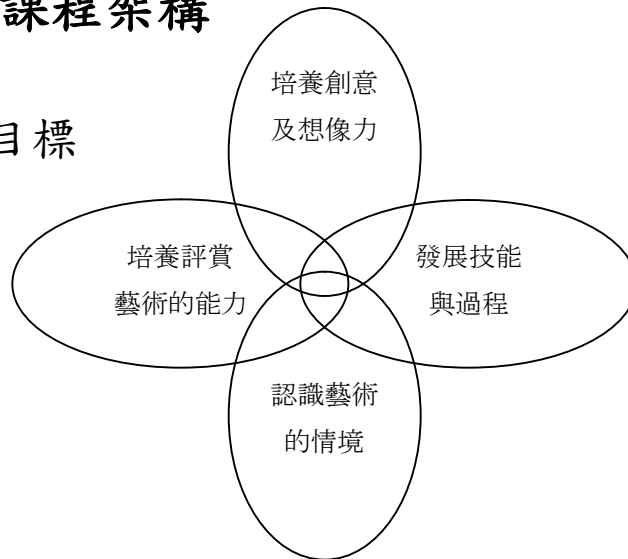 課程架構
目標
培養創意
及想像力
培養評賞
藝術的能力
發展技能
與過程
認識藝術
的情境